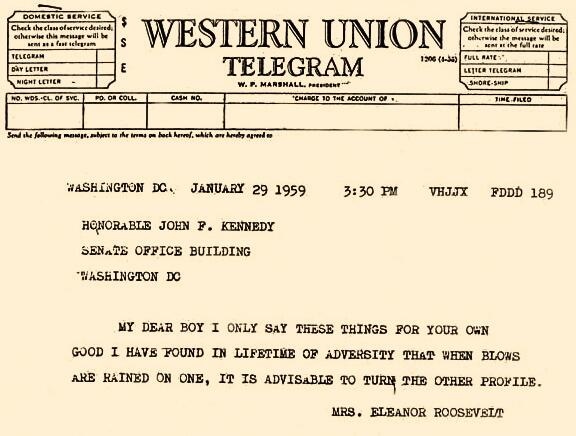 DOMESTIC SERVICE
Check the class of service desired;
otherwise this message will be
sent as a fast telegram
TELEGRAM
DAY LETTER
NIGHT LETTER
$
S
E
WESTERN UNION
TELEGRAM
W. P. MARSHALL, PRESIDENT
1206 (4-55)
INTERNATIONAL SERVICE
Check the class of service desired;
otherwise this message will be
sent at the full rate
FULL RATE
LETTER TELEGRAM
SHORE-SHIP
NO. WDS.-CL. OF SVC. PD. OR COLL. CASH NO. CHARGE TO THE ACCOUNT OF TIME FILED
Send the following message, subject to the terms on back hereof, which are hereby agreed to
WASHINGTON DC. JANUARY 29 1959 3:30 PM VHJJX FDDD 189
HONORABLE JOHN F. KENNEDY
SENATE OFFICE BUILDING
WASHINGTON DC
MY DEAR BOY I ONLY SAY THESE THINGS FOR YOUR OWN
GOOD I HAVE FOUND IN LIFETIME OF ADVERSITY THAT WHEN BLOWS
ARE RAINED ON ONE, IT IS ADVISABLE TO TURN THE OTHER PROFILE.
MRS. ELEANOR ROOSEVELT